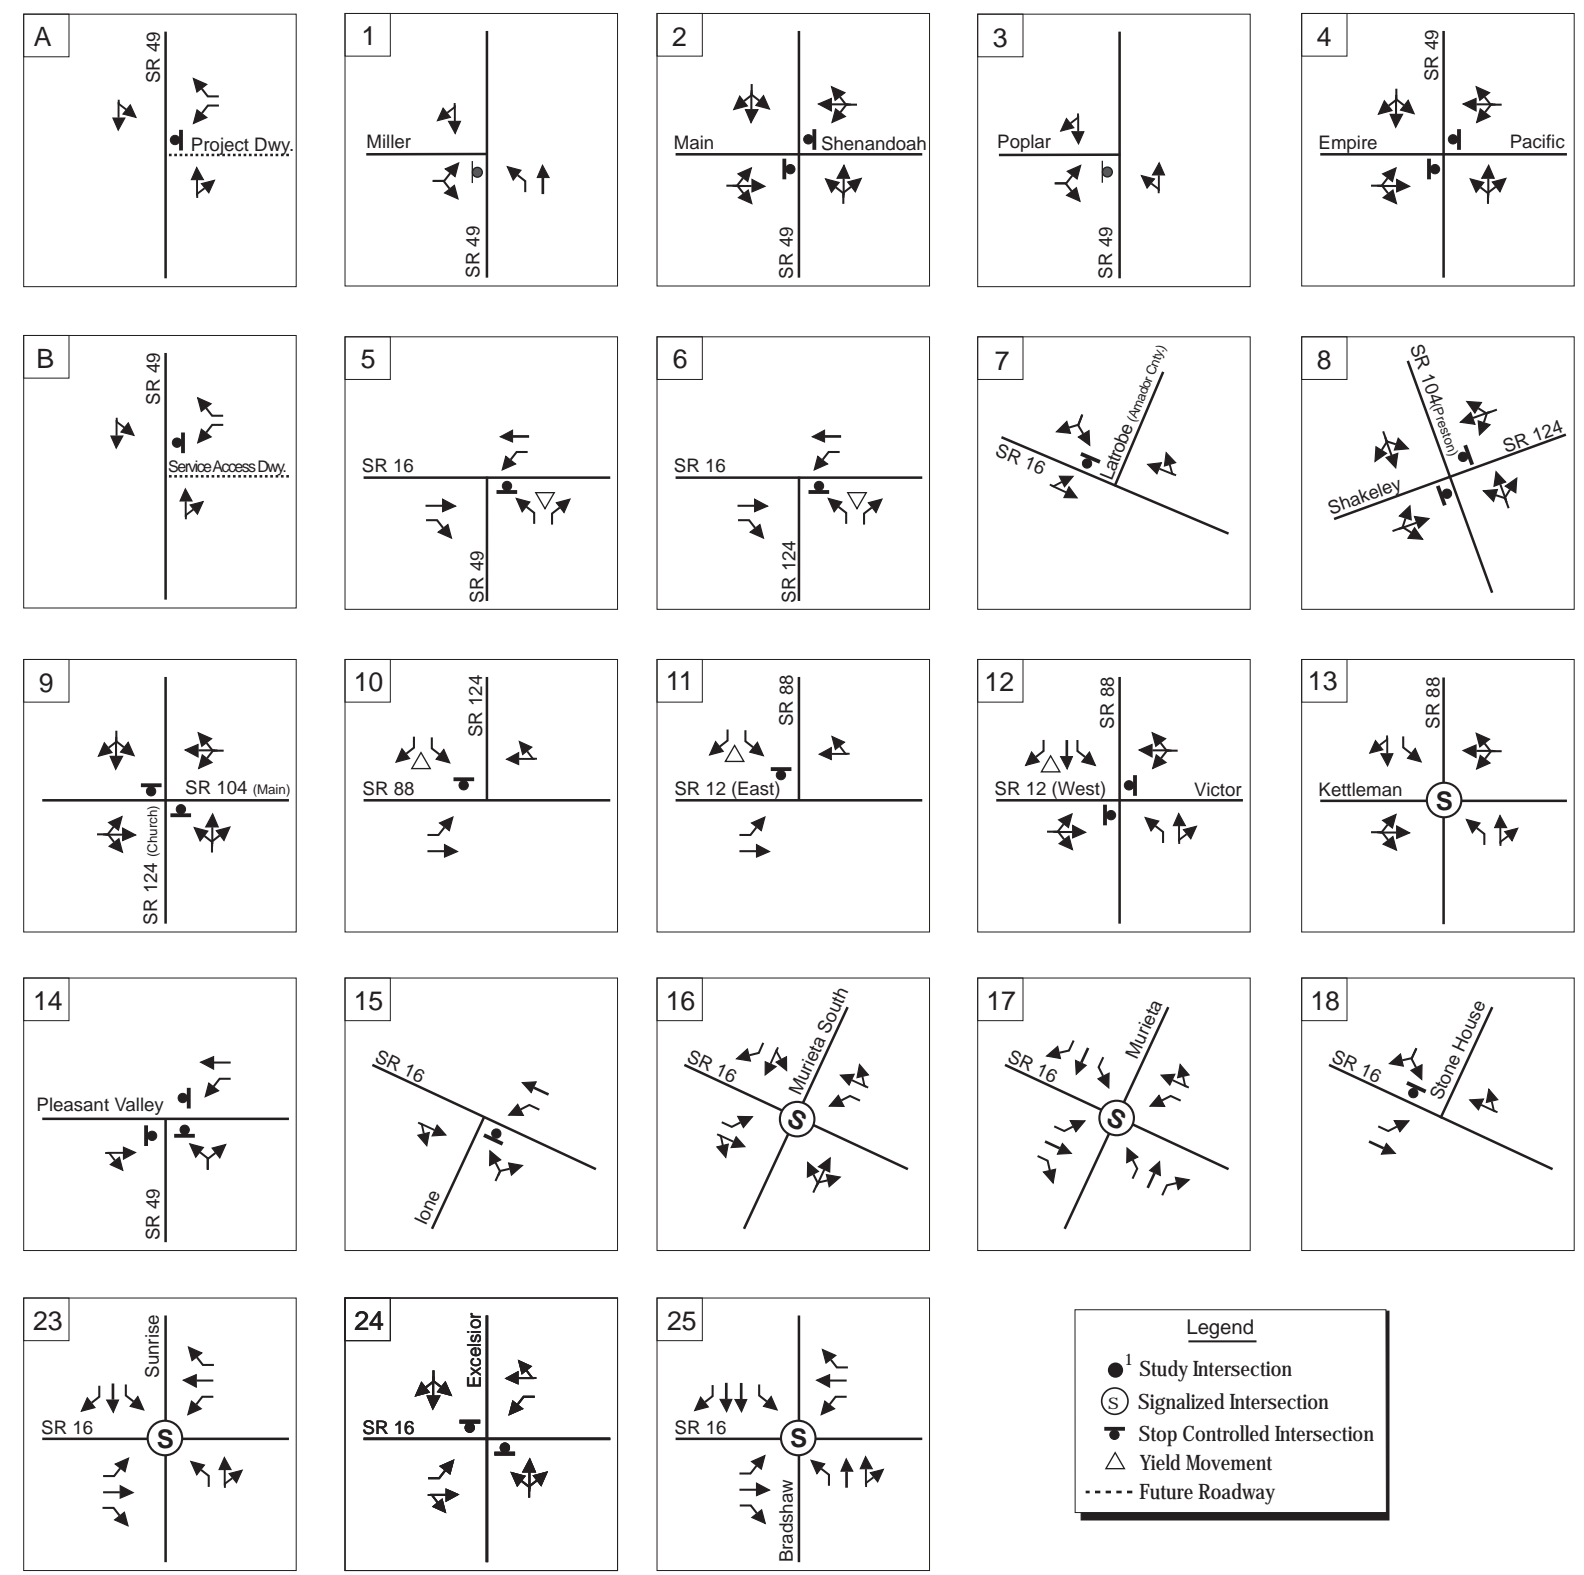 A
SR 49
Project Dwy.
1
Miller
SR 49
2
Main
Shenandoah
SR 49
3
Poplar
SR 49
4
SR 49
Empire
Pacific
B
SR 49
Service Access Dwy.
5
SR 16
SR 49
6
SR 16
SR 124
7
SR 16
Latrobe (Amador Cnty.)
8
SR 104(Preston)
SR 124
Shakeley
9
SR 104 (Main)
SR 124 (Church)
10
SR 124
SR 88
11
SR 88
SR 12 (East)
12
SR 88
SR 12 (West)
Victor
13
SR 88
Kettleman
S
14
Pleasant Valley
SR 49
15
SR 16
Ione
16
SR 16
Murieta South
S
17
SR 16
Murieta
S
18
SR 16
Stone House
23
Sunrise
SR 16
S
24
Excelsior
SR 16
25
SR 16
S
Bradshaw
Legend
1 Study Intersection
S Signalized Intersection
Stop Controlled Intersection
Yield Movement
Future Roadway